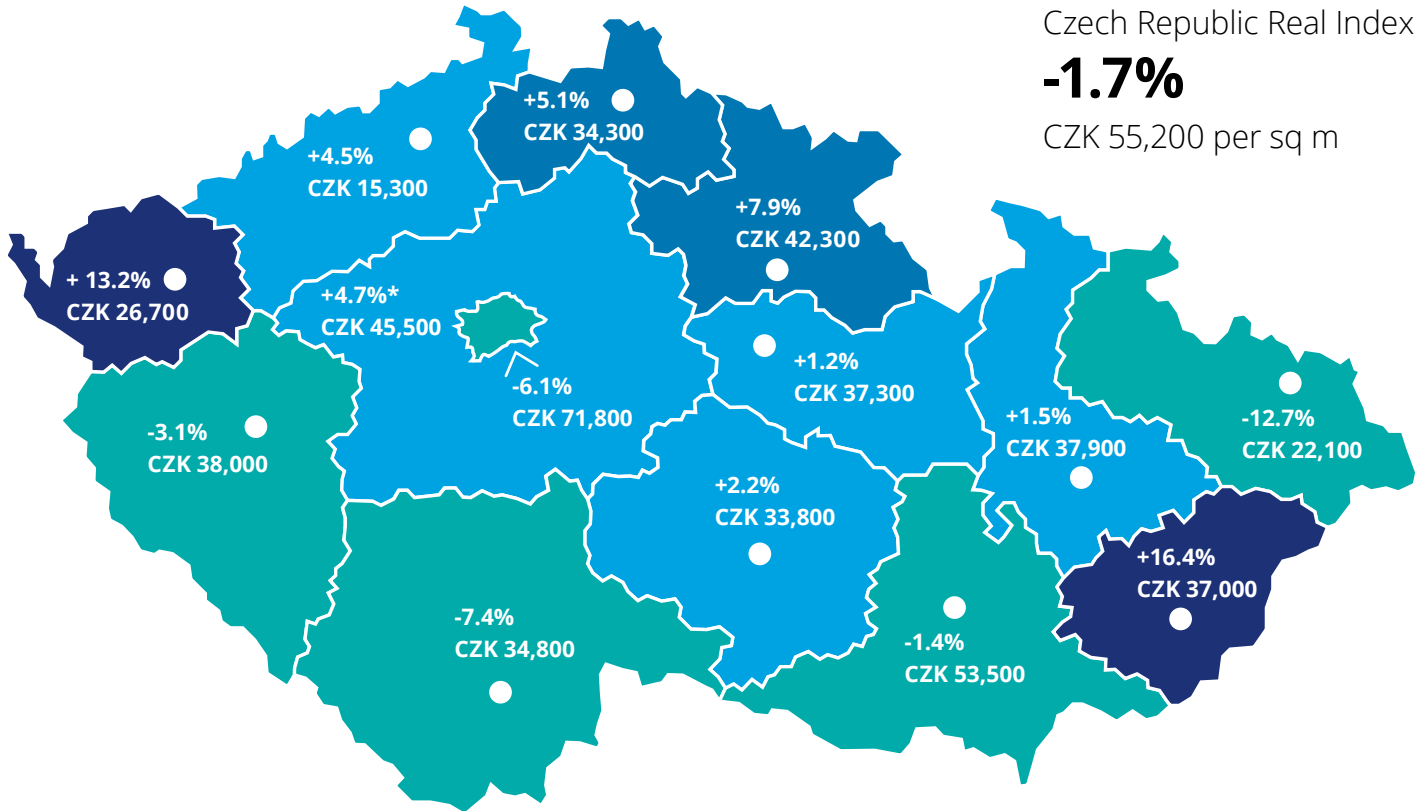 Czech Republic Real Index
-1.7%
CZK 55,200 per sq m
+5.1%
CZK 34,300
+4.5%
CZK 15,300
+7.9%
CZK 42,300
+ 13.2%
CZK 26,700
+4.7%*
CZK 45,500
-6.1%
CZK 71,800
+1.2%
CZK 37,300
-3.1%
CZK 38,000
+1.5%
CZK 37,900
-12.7%
CZK 22,100
+2.2%
CZK 33,800
+16.4%
CZK 37,000
-7.4%
CZK 34,800
-1.4%
CZK 53,500